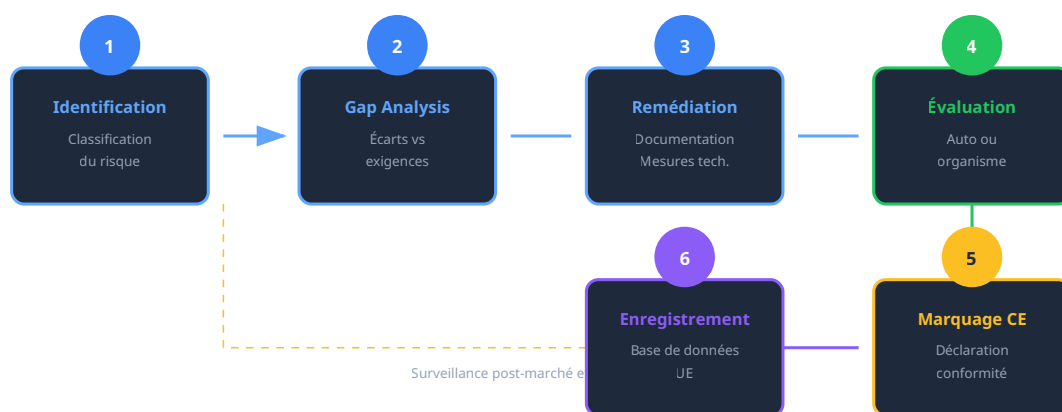 1
Identification
Classification
du risque
2
Gap Analysis
Écarts vs
exigences
3
Remédiation
Documentation
Mesures tech.
4
Évaluation
Auto ou
organisme
5
Marquage CE
Déclaration
conformité
6
Enregistrement
Base de données
UE
Surveillance post-marché